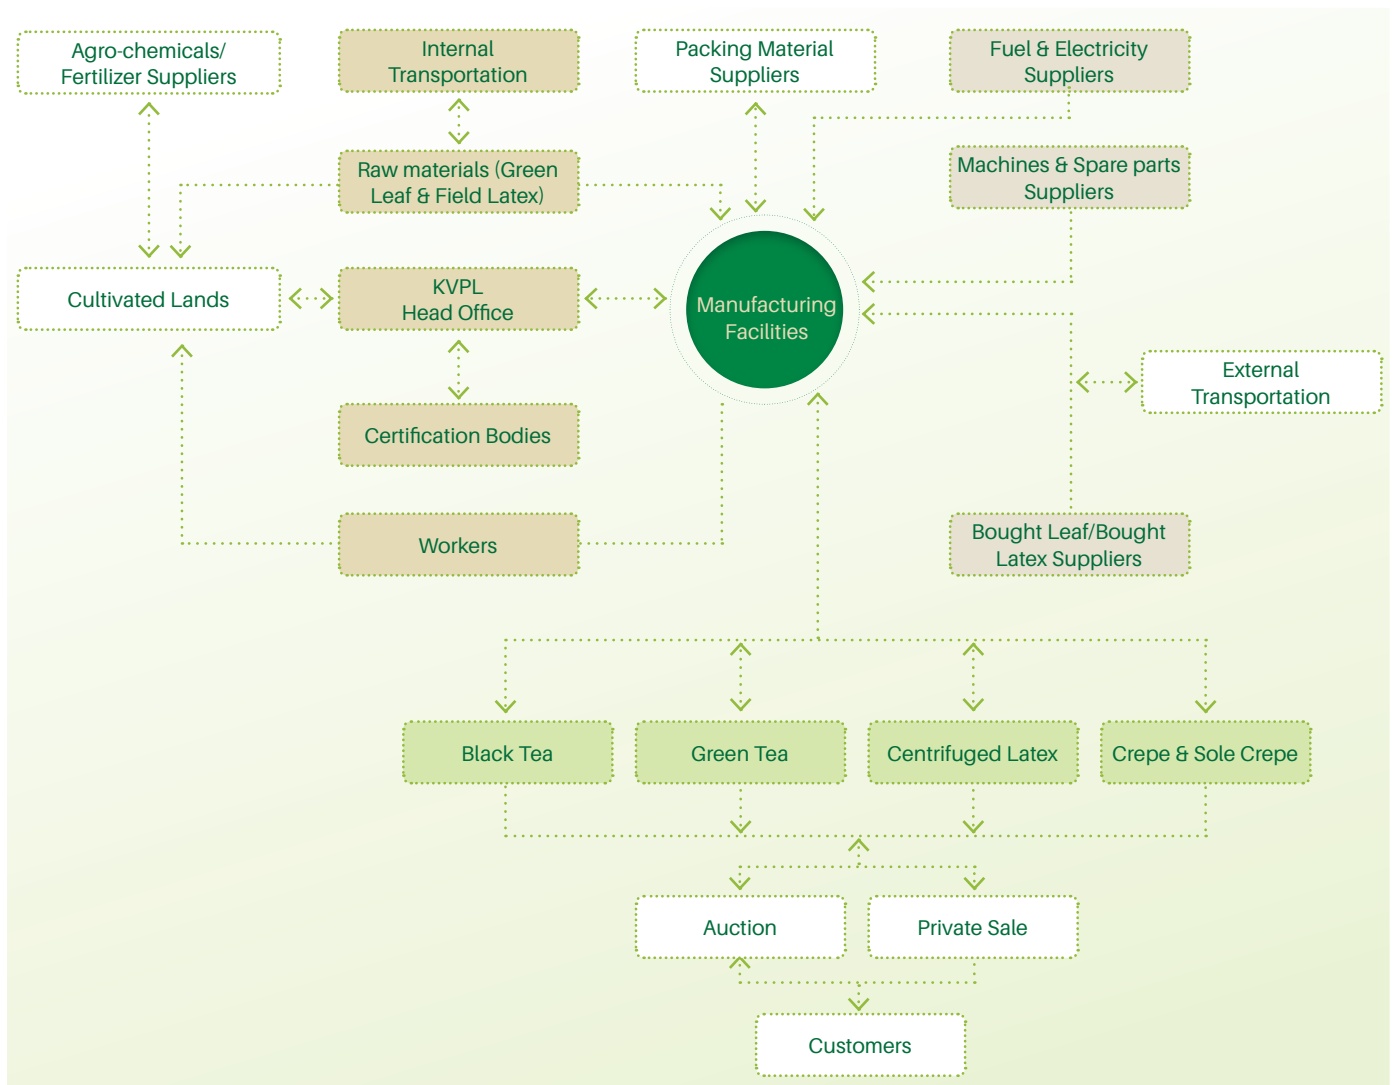 Agro-chemicals/
Fertilizer Suppliers
Internal
Transportation
Packing Material
Suppliers
Fuel & Electricity
Suppliers
Raw materials (Green
Leaf & Field Latex)
Machines & Spare parts
Suppliers
Cultivated Lands
KVPL
Head Office
Manufacturing
Facilities
External
Transportation
Certification Bodies
Workers
Bought Leaf/Bought
Latex Suppliers
Black Tea
Green Tea
Centrifuged Latex
Crepe & Sole Crepe
Auction
Private Sale
Customers